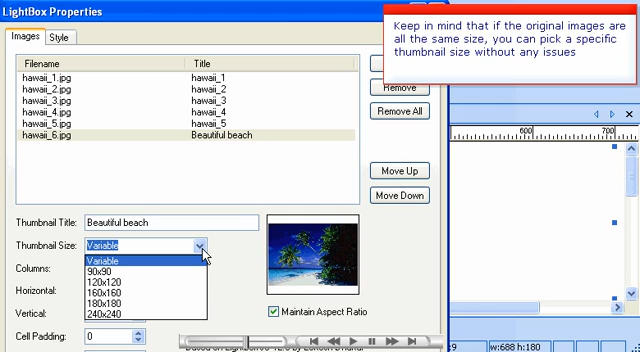 LightBox Properties
Keep in mind that if the original images are
all the same size, you can pick a specific
thumbnail size without any issues
Images Style
Filename Title
hawaii_1.jpg hawaii_1
hawaii_2.jpg hawaii_2
hawaii_3.jpg hawaii_3
hawaii_4.jpg hawaii_4
hawaii_5.jpg hawaii_5
hawaii_6.jpg Beautiful beach
Remove
Remove All
600 700
Move Up
Move Down
Thumbnail Title: Beautiful beach
Thumbnail Size: Variable
Variable
Columns: 90x90
120x120
Horizontal: 160x160
180x180
Vertical: 240x240
Maintain Aspect Ratio
Cell Padding: 0
w:688 h:180